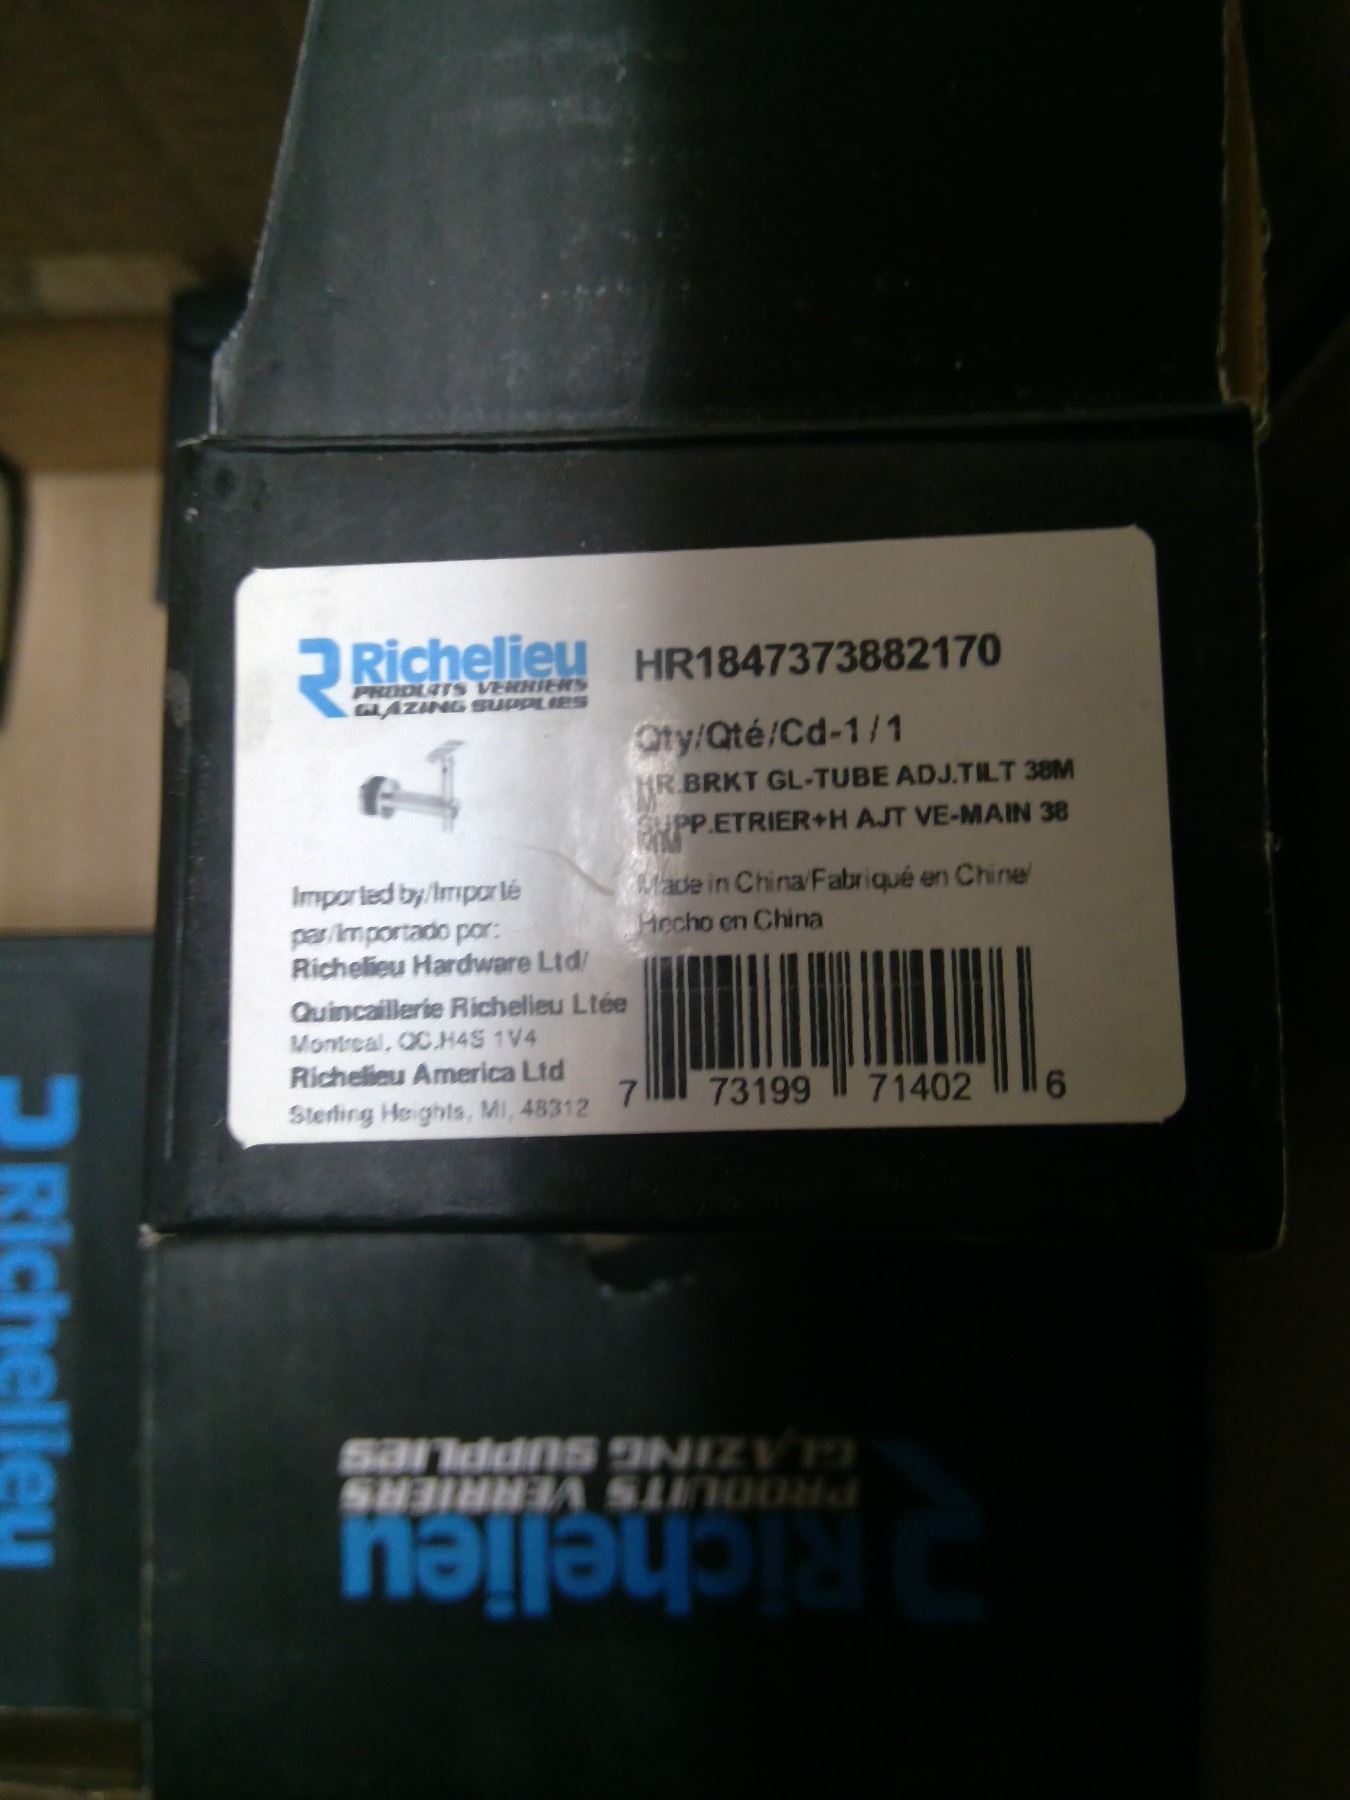 Richelieu
PRODUITS VERRIERS
GLAZING SUPPLIES
HR1847373882170
Qty/Qté/Cd-1/1
HR.BRKT GL-TUBE ADJ.TILT 38M
M
SUPP.ETRIER+H AJT VE-MAIN 38
MM
Made in China/Fabriqué en Chine/
Hecho en China
Imported by/Importé
par/Importado por:
Richelieu Hardware Ltd/
Quincaillerie Richelieu Ltée
Montreal, QC,H4S 1V4
Richelieu America Ltd
Sterling Heights, MI, 48312
7 73199 71402 6
Richelieu
Richelieu
PRODUITS VERRIERS
GLAZING SUPPLIES